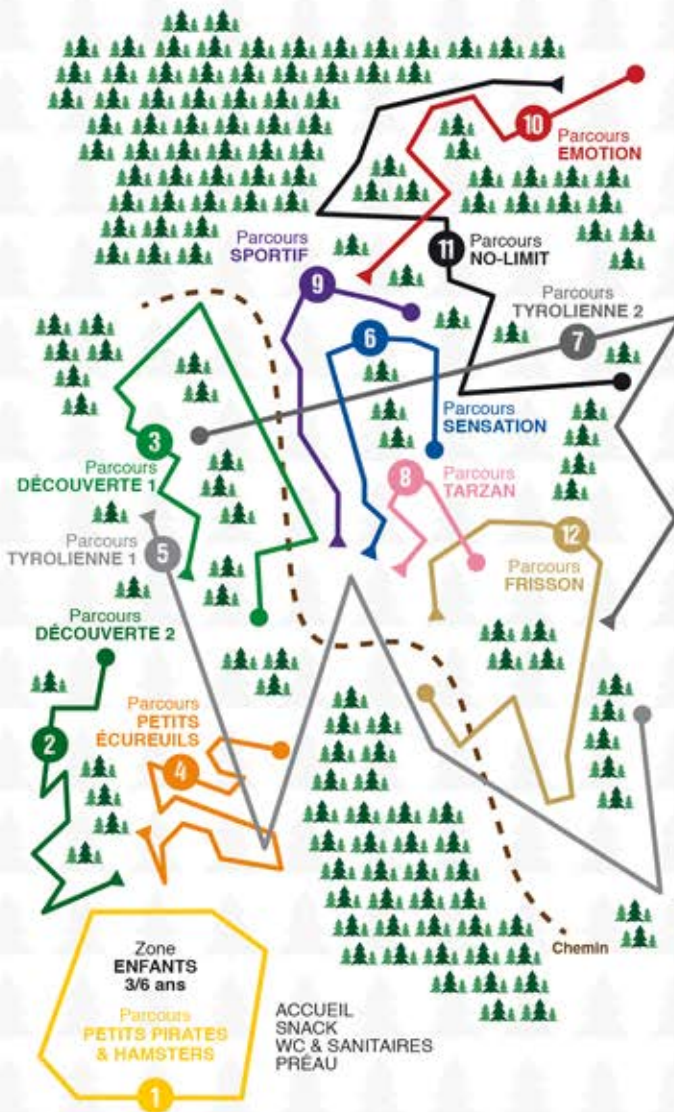 10
Parcours
EMOTION
11
Parcours
NO-LIMIT
Parcours
SPORTIF
9
Parcours
TYROLIENNE 2
7
6
Parcours
SENSATION
3
Parcours
DÉCOUVERTE 1
8
Parcours
TARZAN
Parcours
TYROLIENNE 1
5
12
Parcours
FRISSON
Parcours
DÉCOUVERTE 2
2
Parcours
PETITS
ÉCUREUILS
4
Chemin
Zone
ENFANTS
3/6 ans
Parcours
PETITS PIRATES
& HAMSTERS
1
ACCUEIL
SNACK
WC & SANITAIRES
PRÉAU